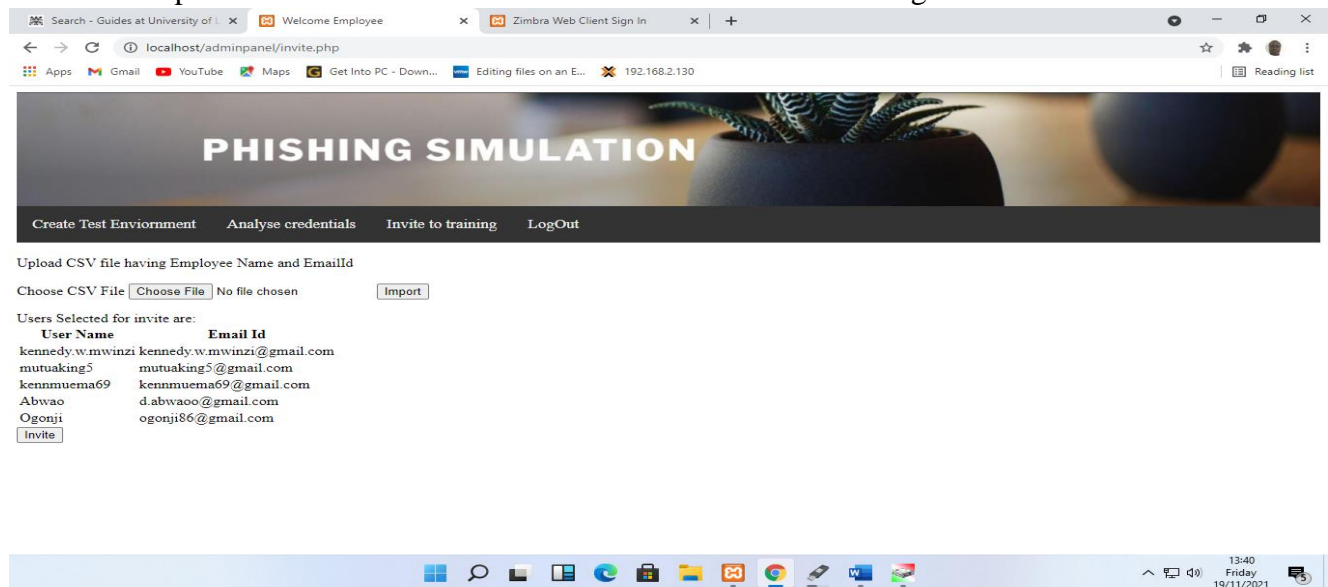 Search - Guides at University of L
Welcome Employee
Zimbra Web Client Sign In
localhost/adminpanel/invite.php
Apps
Gmail
YouTube
Maps
Get Into PC - Down...
Editing files on an E...
192.168.2.130
Reading list
PHISHING SIMULATION
Create Test Enviornment
Analyse credentials
Invite to training
LogOut
Upload CSV file having Employee Name and EmailId
Choose CSV File Choose File No file chosen Import
Users Selected for invite are:
User Name Email Id
kennedy.w.mwinzi kennedy.w.mwinzi@gmail.com
mutuaking5 mutuaking5@gmail.com
kennmuema69 kennmuema69@gmail.com
Abwao d.abwaoo@gmail.com
Ogonji ogonji86@gmail.com
Invite
13:40
Friday
19/11/2021
5